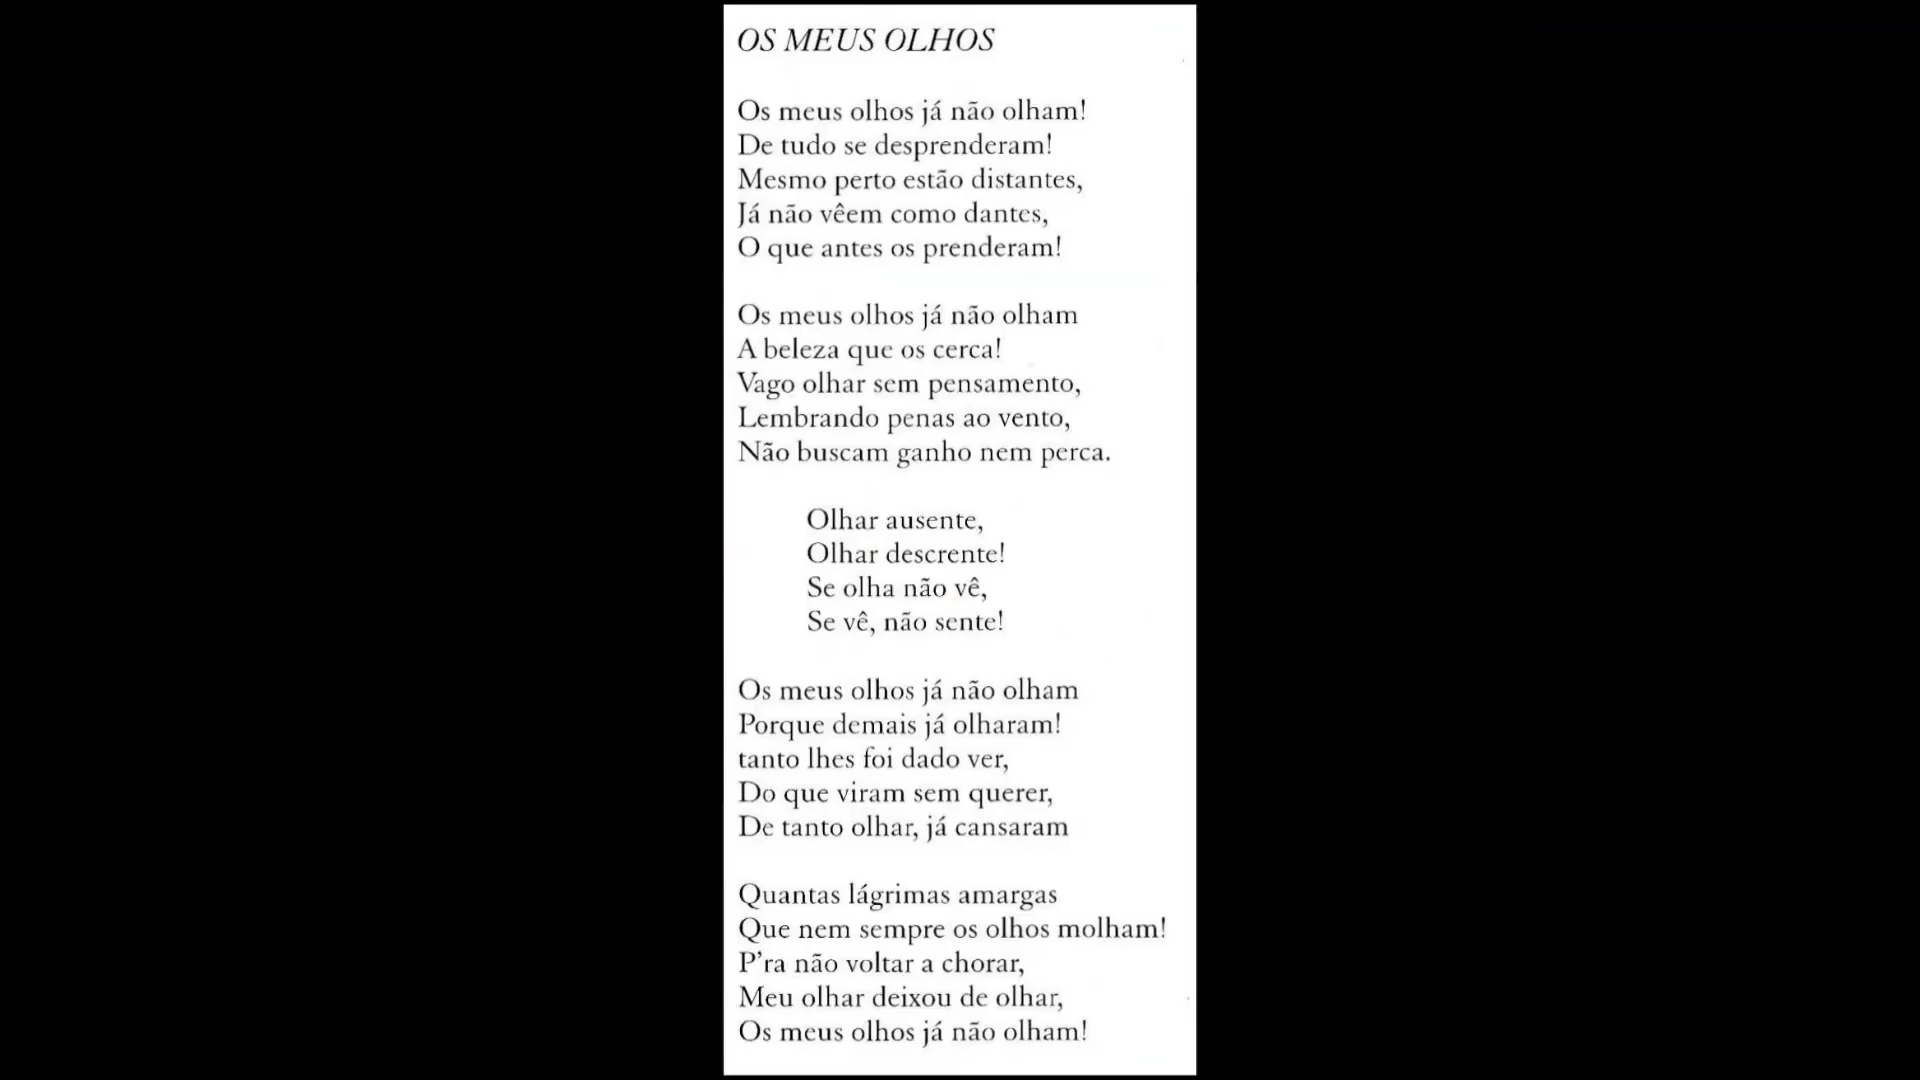 OS MEUS OLHOS
Os meus olhos já não olham!
De tudo se desprenderam!
Mesmo perto estão distantes,
Já não vêem como dantes,
O que antes os prenderam!
Os meus olhos já não olham
A beleza que os cerca!
Vago olhar sem pensamento,
Lembrando penas ao vento,
Não buscam ganho nem perca.
Olhar ausente,
Olhar descrente!
Se olha não vê,
Se vê, não sente!
Os meus olhos já não olham
Porque demais já olharam!
tanto lhes foi dado ver,
Do que viram sem querer,
De tanto olhar, já cansaram
Quantas lágrimas amargas
Que nem sempre os olhos molham!
P'ra não voltar a chorar,
Meu olhar deixou de olhar,
Os meus olhos já não olham!